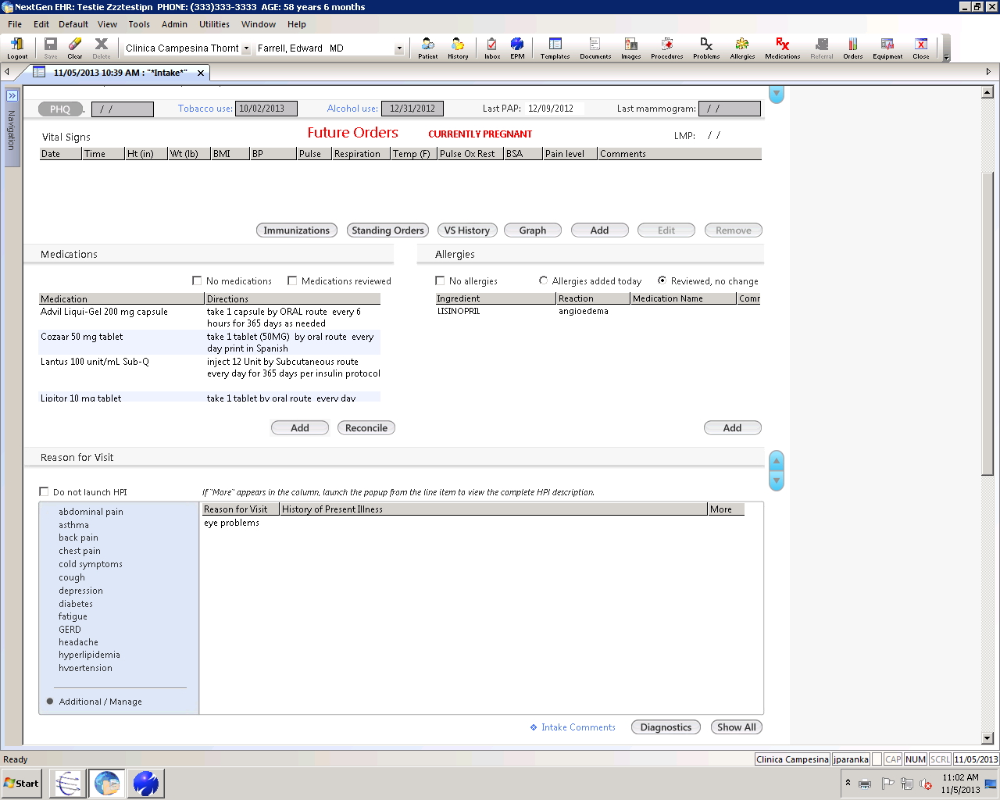 NextGen EHR: Testie Zzztestipn  PHONE: (333)333-3333  AGE: 58 years 6 months
File Edit Default View Tools Admin Utilities Window Help
Logout Save Clear Delete Clinica Campesina Thornt Farrell, Edward  MD Patient History Inbox EPM Templates Documents Images Procedures Problems Allergies Medications Referral Orders Equipment Close
11/05/2013 10:39 AM : "*Intake*"
Navigation
PHQ . / / Tobacco use: 10/02/2013 Alcohol use: 12/31/2012 Last PAP: 12/09/2012 Last mammogram: / /
Vital Signs Future Orders CURRENTLY PREGNANT LMP: / /
Date Time Ht (in) Wt (lb) BMI BP Pulse Respiration Temp (F) Pulse Ox Rest BSA Pain level Comments
Immunizations Standing Orders VS History Graph Add Edit Remove
Medications Allergies
No medications Medications reviewed No allergies Allergies added today Reviewed, no change
Medication Directions Ingredient Reaction Medication Name Comr
Advil Liqui-Gel 200 mg capsule take 1 capsule by ORAL route  every 6 LISINOPRIL angioedema
hours for 365 days as needed
Cozaar 50 mg tablet take 1 tablet (50MG)  by oral route  every
day print in Spanish
Lantus 100 unit/mL Sub-Q inject 12 Unit by Subcutaneous route
every day for 365 days per insulin protocol
Lipitor 10 mg tablet take 1 tablet by oral route  every day
Add Reconcile Add
Reason for Visit
Do not launch HPI If "More" appears in the column, launch the popup from the line item to view the complete HPI description.
Reason for Visit History of Present Illness More
eye problems
abdominal pain
asthma
back pain
chest pain
cold symptoms
cough
depression
diabetes
fatigue
GERD
headache
hyperlipidemia
hypertension
Additional / Manage
Intake Comments Diagnostics Show All
Ready Clinica Campesina jparanka CAP NUM SCRL 11/05/2013
Start 11:02 AM
11/5/2013